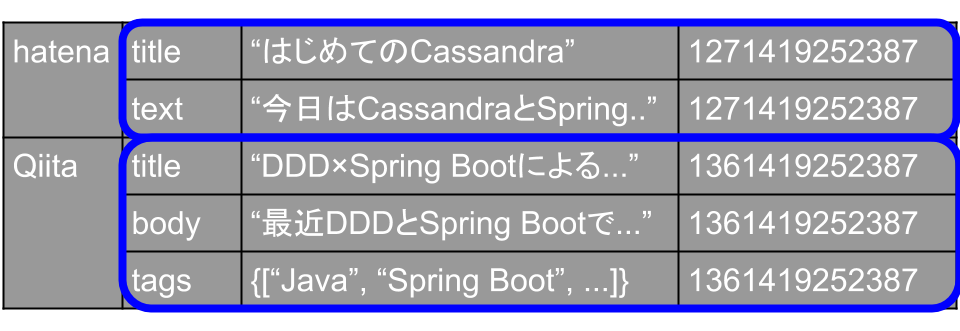 hatena title “はじめてのCassandra” 1271419252387
text “今日はCassandraとSpring..” 1271419252387
Qiita title “DDD×Spring Bootによる...” 1361419252387
body “最近DDDとSpring Bootで...” 1361419252387
tags {[“Java”, “Spring Boot”, ...]} 1361419252387